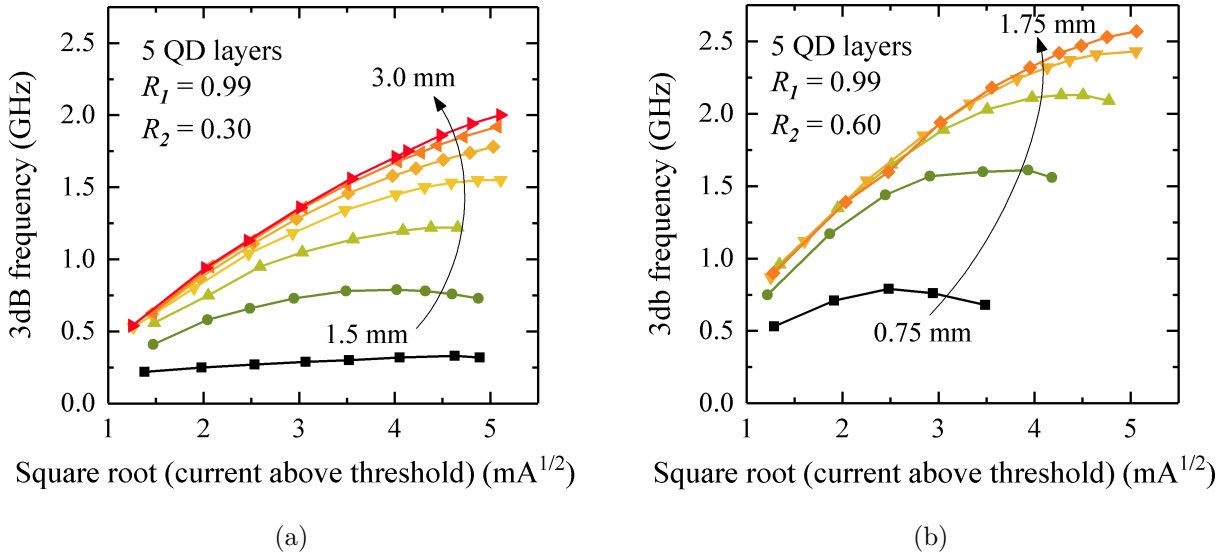 5 QD layers
R1 = 0.99
R2 = 0.30
3.0 mm
1.5 mm
2.5
2.0
1.5
1.0
0.5
0.0
1 2 3 4 5
3dB frequency (GHz)
Square root (current above threshold) (mA^1/2)
(a)
5 QD layers
R1 = 0.99
R2 = 0.60
1.75 mm
0.75 mm
2.5
2.0
1.5
1.0
0.5
0.0
1 2 3 4 5
3db frequency (GHz)
Square root (current above threshold) (mA^1/2)
(b)